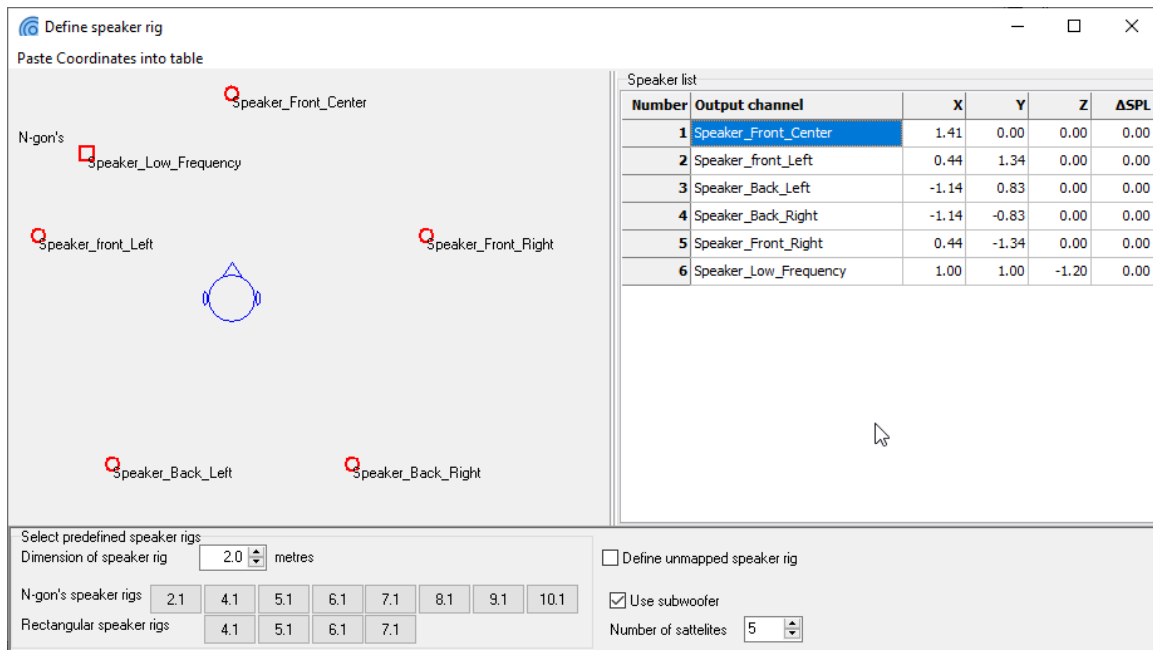 Define speaker rig
Paste Coordinates into table
Speaker_Front_Center
N-gon's
Speaker_Low_Frequency
Speaker_front_Left
Speaker_Front_Right
Speaker_Back_Left
Speaker_Back_Right
Speaker list
Number Output channel X Y Z ΔSPL
1 Speaker_Front_Center 1.41 0.00 0.00 0.00
2 Speaker_front_Left 0.44 1.34 0.00 0.00
3 Speaker_Back_Left -1.14 0.83 0.00 0.00
4 Speaker_Back_Right -1.14 -0.83 0.00 0.00
5 Speaker_Front_Right 0.44 -1.34 0.00 0.00
6 Speaker_Low_Frequency 1.00 1.00 -1.20 0.00
Select predefined speaker rigs
Dimension of speaker rig 2.0 metres
N-gon's speaker rigs 2.1 4.1 5.1 6.1 7.1 8.1 9.1 10.1
Rectangular speaker rigs 4.1 5.1 6.1 7.1
Define unmapped speaker rig
Use subwoofer
Number of sattelites 5